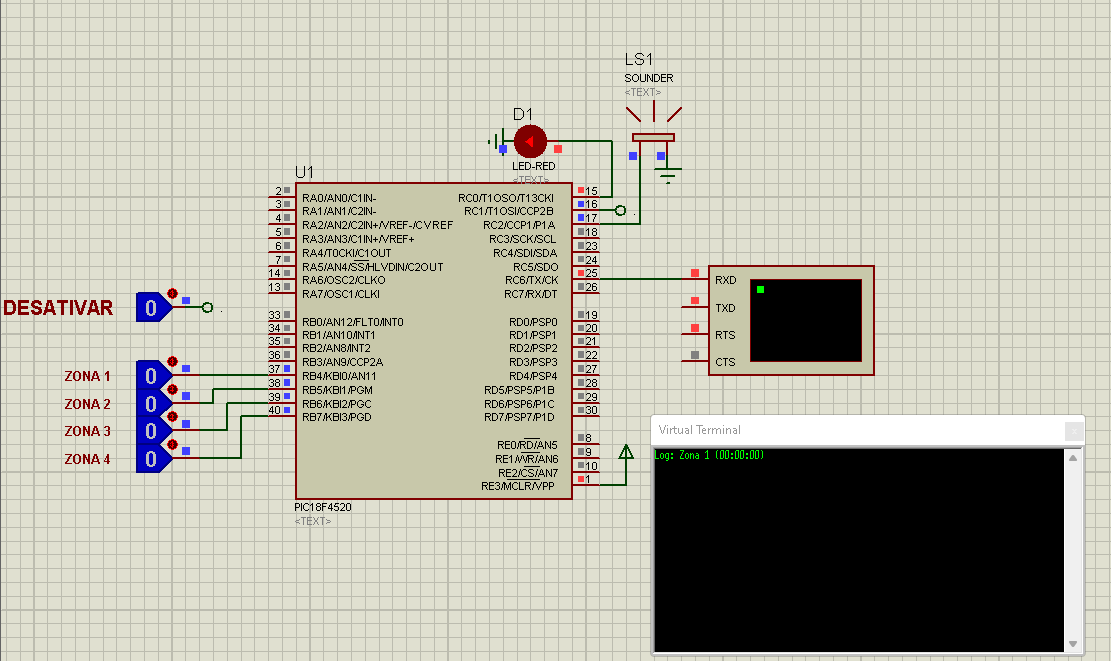 LS1
SOUNDER
<TEXT>
D1
LED-RED
<TEXT>
U1
2 RA0/AN0/C1IN- RC0/T1OSO/T13CKI 15
3 RA1/AN1/C2IN- RC1/T1OSI/CCP2B 16
4 RA2/AN2/C2IN+/VREF-/CVREF RC2/CCP1/P1A 17
5 RA3/AN3/C1IN+/VREF+ RC3/SCK/SCL 18
6 RA4/T0CKI/C1OUT RC4/SDI/SDA 23
7 RA5/AN4/SS/HLVDIN/C2OUT RC5/SDO 24
14 RA6/OSC2/CLKO RC6/TX/CK 25
13 RA7/OSC1/CLKI RC7/RX/DT 26
33 RB0/AN12/FLT0/INT0 RD0/PSP0 19
34 RB1/AN10/INT1 RD1/PSP1 20
35 RB2/AN8/INT2 RD2/PSP2 21
36 RB3/AN9/CCP2A RD3/PSP3 22
37 RB4/KBI0/AN11 RD4/PSP4 27
38 RB5/KBI1/PGM RD5/PSP5/P1B 28
39 RB6/KBI2/PGC RD6/PSP6/P1C 29
40 RB7/KBI3/PGD RD7/PSP7/P1D 30
RE0/RD/AN5 8
RE1/WR/AN6 9
RE2/CS/AN7 10
RE3/MCLR/VPP 1
PIC18F4520
<TEXT>
DESATIVAR 0
ZONA 1 0
ZONA 2 0
ZONA 3 0
ZONA 4 0
RXD
TXD
RTS
CTS
Virtual Terminal
Log: Zona 1 (00:00:00)